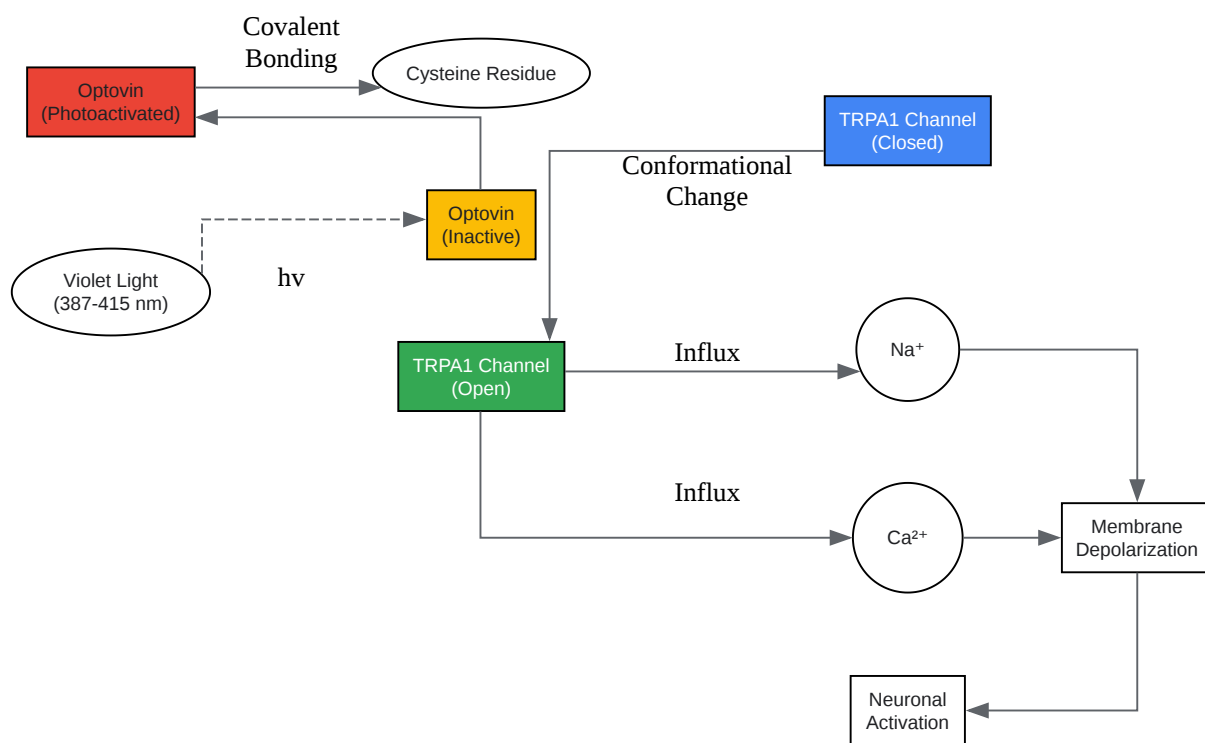 Covalent
Bonding
Optovin
(Photoactivated)
Cysteine Residue
TRPA1 Channel
(Closed)
Conformational
Change
Optovin
(Inactive)
Violet Light
(387-415 nm)
hv
TRPA1 Channel
(Open)
Influx
Na⁺
Influx
Ca²⁺
Membrane
Depolarization
Neuronal
Activation